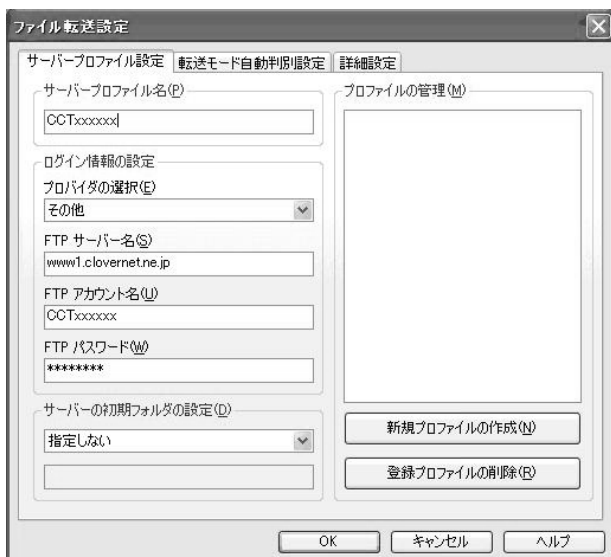 ファイル転送設定
サーバープロファイル設定 転送モード自動判別設定 詳細設定
サーバープロファイル名(P)
CCTxxxxxx
ログイン情報の設定
プロバイダの選択(E)
その他
FTP サーバー名(S)
www1.clovernet.ne.jp
FTP アカウント名(U)
CCTxxxxxx
FTP パスワード(W)
********
サーバーの初期フォルダの設定(D)
指定しない
プロファイルの管理(M)
新規プロファイルの作成(N)
登録プロファイルの削除(R)
OK キャンセル ヘルプ